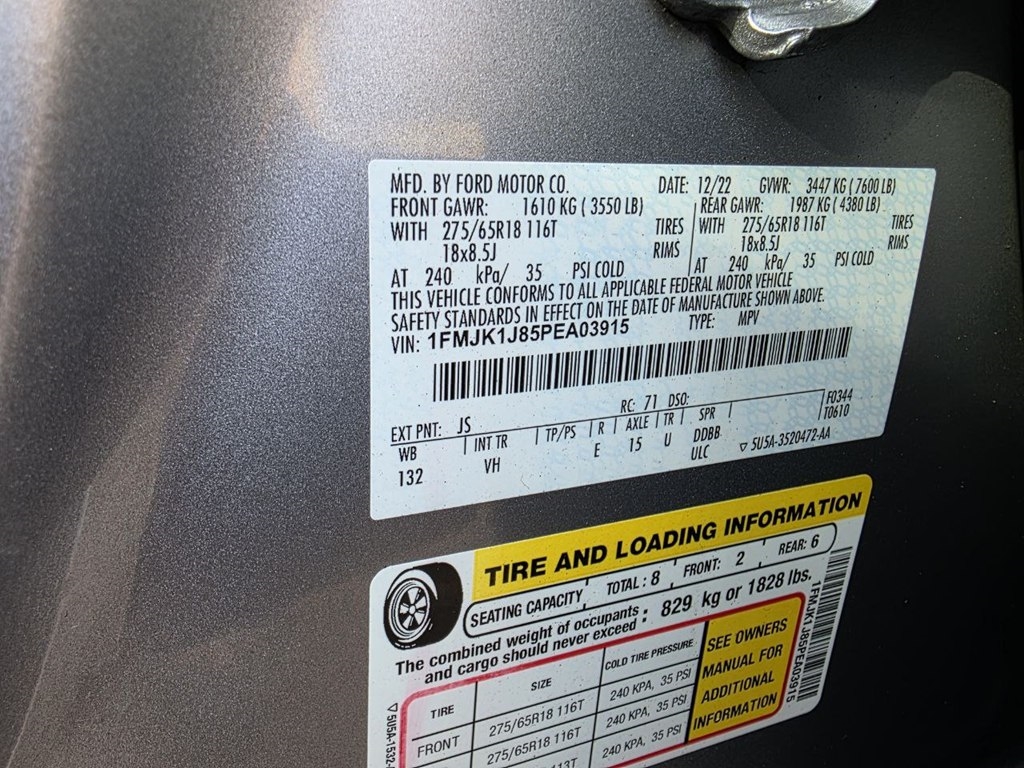 MFD. BY FORD MOTOR CO. DATE: 12/22 GVWR: 3447 KG ( 7600 LB)
FRONT GAWR: 1610 KG ( 3550 LB) REAR GAWR: 1987 KG ( 4380 LB)
WITH 275/65R18 116T TIRES WITH 275/65R18 116T TIRES
18x8.5J RIMS 18x8.5J RIMS
AT 240 kPa/ 35 PSI COLD AT 240 kPa/ 35 PSI COLD
THIS VEHICLE CONFORMS TO ALL APPLICABLE FEDERAL MOTOR VEHICLE
SAFETY STANDARDS IN EFFECT ON THE DATE OF MANUFACTURE SHOWN ABOVE.
VIN: 1FMJK1J85PEA03915 TYPE: MPV
EXT PNT: JS RC: 71 DSO: F0344
WB INT TR TP/PS R AXLE TR SPR T0610
132 VH E 15 U DDBB
ULC 5U5A-3520472-AA
TIRE AND LOADING INFORMATION
SEATING CAPACITY TOTAL : 8 FRONT: 2 REAR: 6
The combined weight of occupants and cargo should never exceed : 829 kg or 1828 lbs.
TIRE SIZE COLD TIRE PRESSURE
FRONT 275/65R18 116T 240 KPA, 35 PSI
275/65R18 116T 240 KPA, 35 PSI
113T 240 KPA, 35 PSI
SEE OWNERS
MANUAL FOR
ADDITIONAL
INFORMATION
1FMJK1J85PEA03915
5U5A-1532-